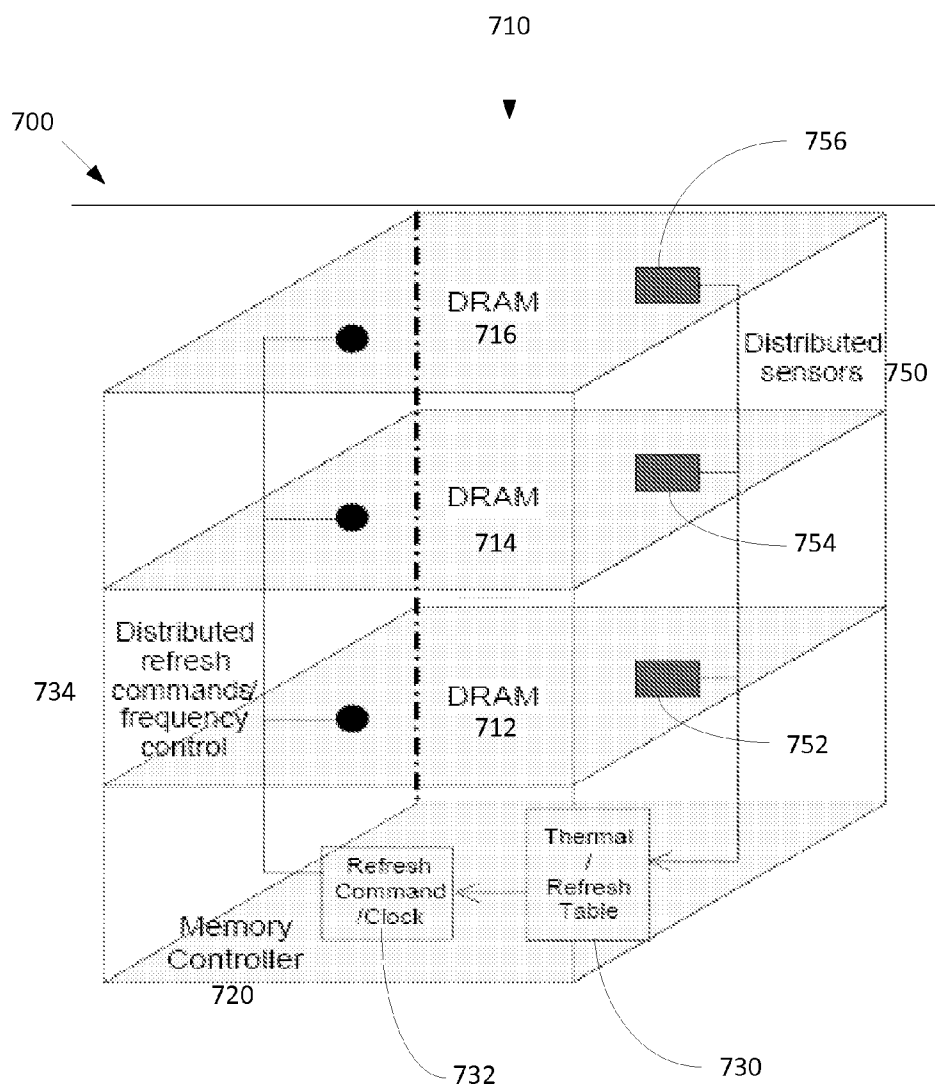 710
700
756
DRAM
716
Distributed
sensors
750
DRAM
714
754
Distributed
refresh
commands/
frequency
control
734
DRAM
712
752
Thermal
/
Refresh
Table
Refresh
Command
/Clock
Memory
Controller
720
732
730